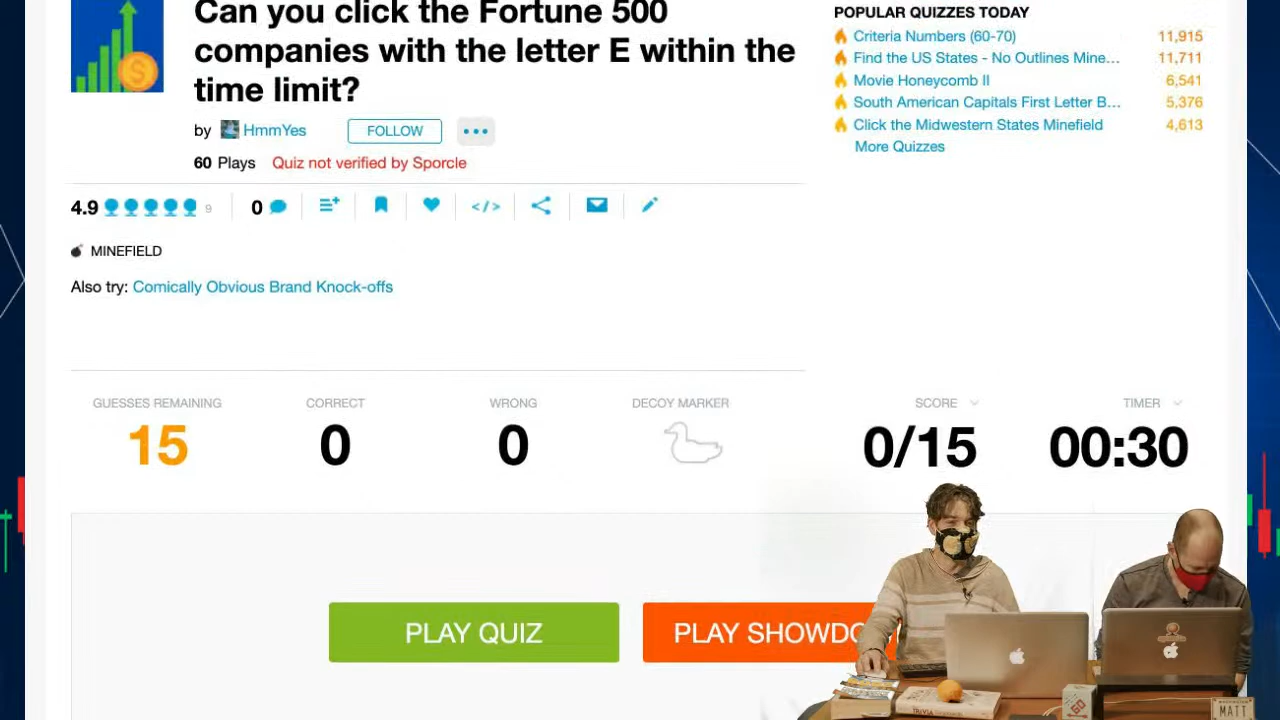 Can you click the Fortune 500
companies with the letter E within the
time limit?
by HmmYes FOLLOW
60 Plays Quiz not verified by Sporcle
4.9 9 0 </>
MINEFIELD
Also try: Comically Obvious Brand Knock-offs
POPULAR QUIZZES TODAY
Criteria Numbers (60-70) 11,915
Find the US States - No Outlines Mine... 11,711
Movie Honeycomb II 6,541
South American Capitals First Letter B... 5,376
Click the Midwestern States Minefield 4,613
More Quizzes
GUESSES REMAINING CORRECT WRONG DECOY MARKER SCORE TIMER
15 0 0 0/15 00:30
PLAY QUIZ PLAY SHOWDO
TRIVIA
MATT